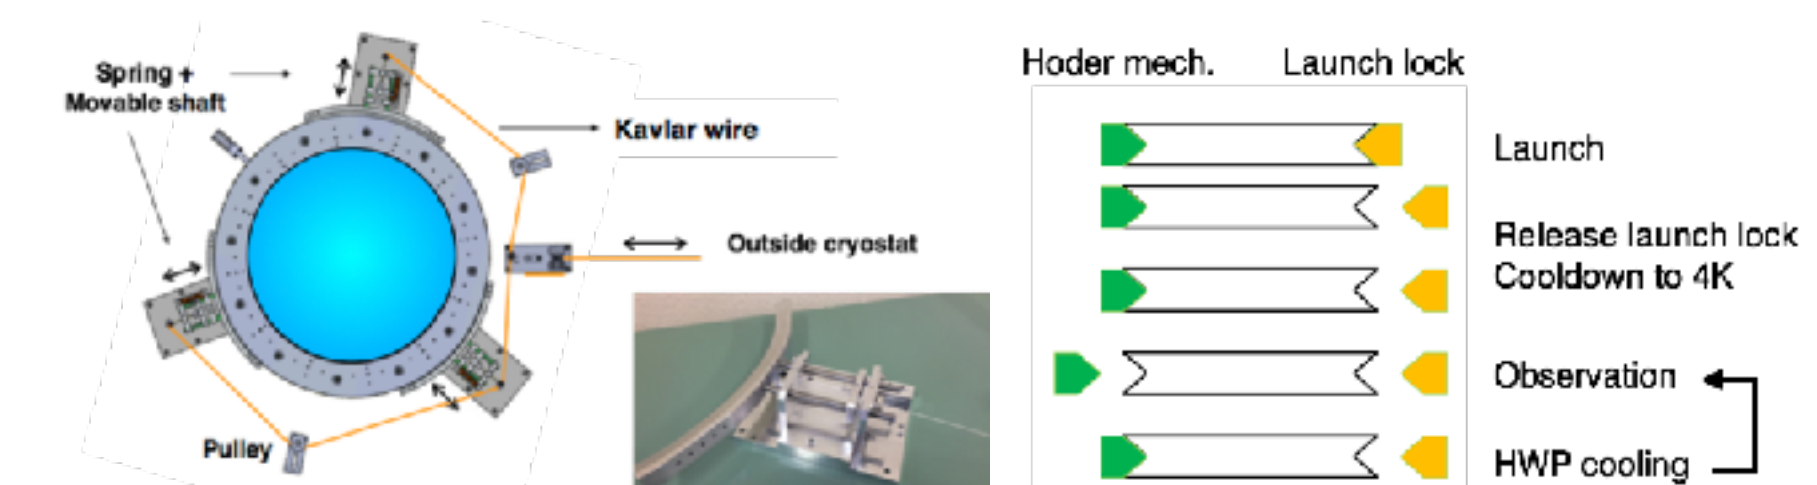 Spring +
Movable shaft
Kavlar wire
Outside cryostat
Pulley
Hoder mech.
Launch lock
Launch
Release launch lock
Cooldown to 4K
Observation
HWP cooling